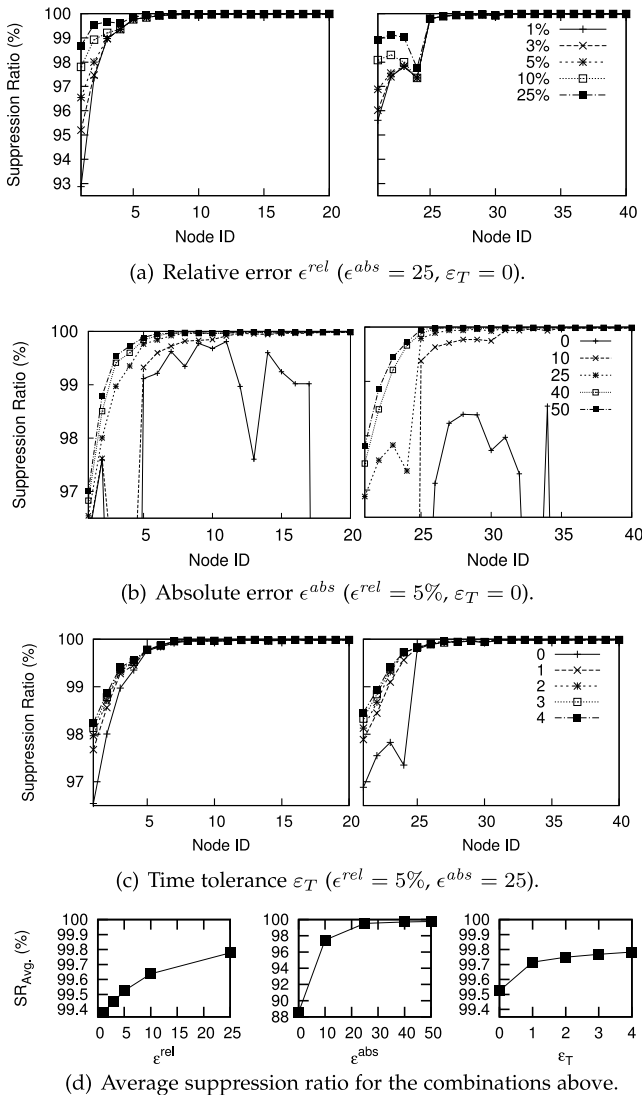 100
99
98
97
96
95
94
93
Suppression Ratio (%)
5 10 15 20
Node ID
1%
3%
5%
10%
25%
25 30 35 40
Node ID
(a) Relative error ϵ^rel (ϵ^abs = 25, ε_T = 0).
100
99
98
97
Suppression Ratio (%)
5 10 15 20
Node ID
0
10
25
40
50
25 30 35 40
Node ID
(b) Absolute error ϵ^abs (ϵ^rel = 5%, ε_T = 0).
100
99
98
97
Suppression Ratio (%)
5 10 15 20
Node ID
0
1
2
3
4
25 30 35 40
Node ID
(c) Time tolerance ε_T (ϵ^rel = 5%, ϵ^abs = 25).
SR_Avg. (%)
100
99.9
99.8
99.7
99.6
99.5
99.4
0 5 10 15 20 25
ε^rel
100
98
96
94
92
90
88
0 10 20 30 40 50
ε^abs
100
99.9
99.8
99.7
99.6
99.5
99.4
0 1 2 3 4
ε_T
(d) Average suppression ratio for the combinations above.